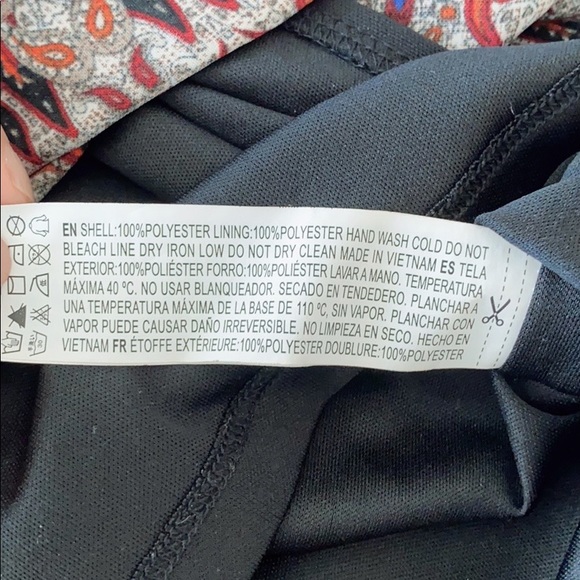 EN SHELL:100%POLYESTER LINING:100%POLYESTER HAND WASH COLD DO NOT
BLEACH LINE DRY IRON LOW DO NOT DRY CLEAN MADE IN VIETNAM ES TELA
EXTERIOR:100%POLIÉSTER FORRO:100%POLIÉSTER LAVAR A MANO. TEMPERATURA
MÁXIMA 40 ºC. NO USAR BLANQUEADOR. SECADO EN TENDEDERO. PLANCHAR A
UNA TEMPERATURA MÁXIMA DE LA BASE DE 110 ºC, SIN VAPOR. PLANCHAR CON
VAPOR PUEDE CAUSAR DAÑO IRREVERSIBLE. NO LIMPIEZA EN SECO. HECHO EN
VIETNAM FR ÉTOFFE EXTÉRIEURE:100%POLYESTER DOUBLURE:100%POLYESTER